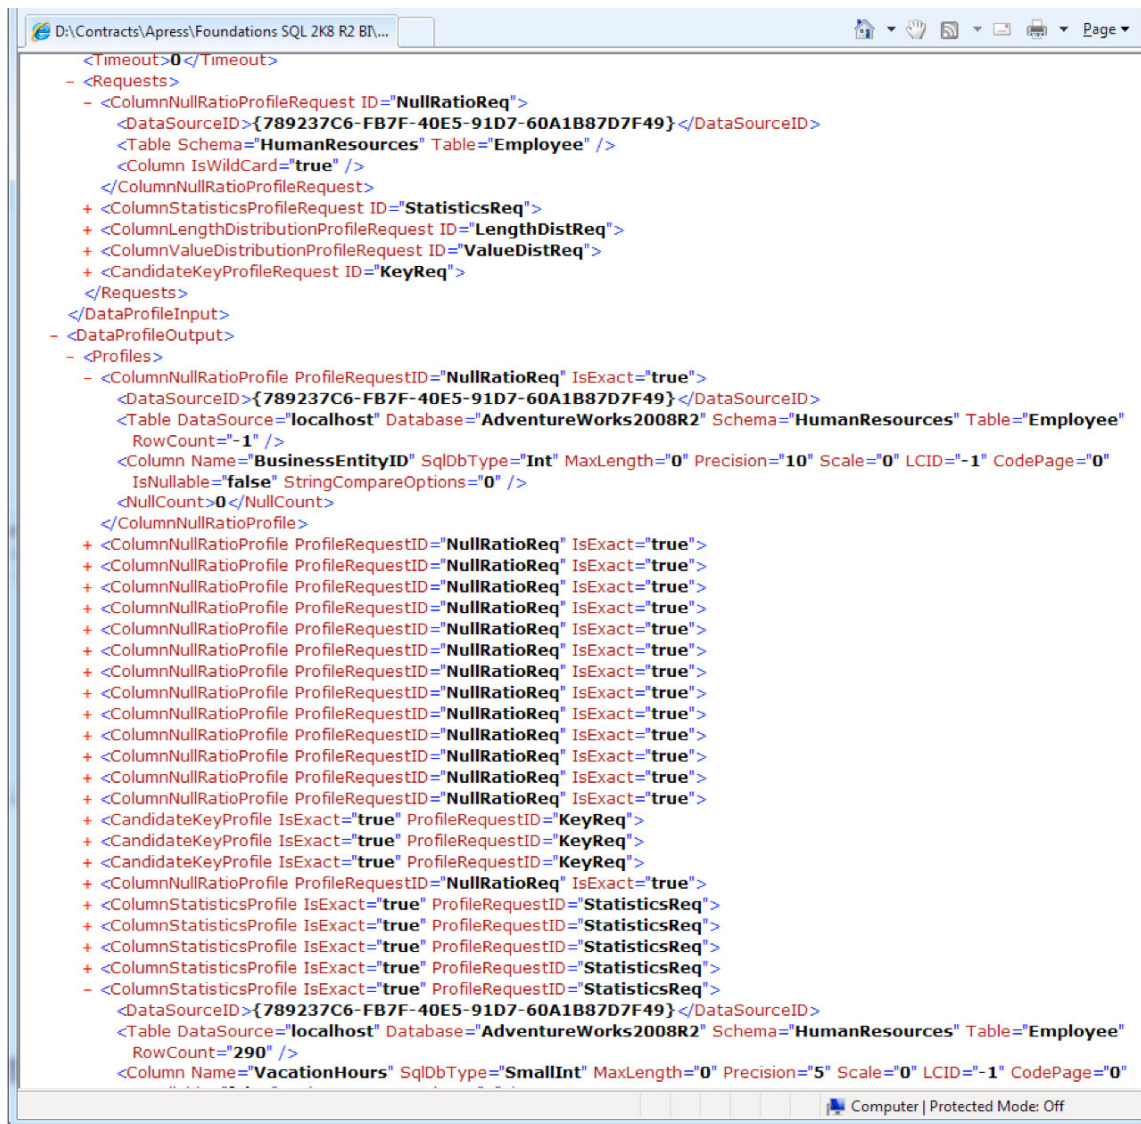 D:\Contracts\Apress\Foundations SQL 2K8 R2 BI\...
Page
<Timeout>0</Timeout>
- <Requests>
- <ColumnNullRatioProfileRequest ID="NullRatioReq">
<DataSourceID>{789237C6-FB7F-40E5-91D7-60A1B87D7F49}</DataSourceID>
<Table Schema="HumanResources" Table="Employee" />
<Column IsWildCard="true" />
</ColumnNullRatioProfileRequest>
+ <ColumnStatisticsProfileRequest ID="StatisticsReq">
+ <ColumnLengthDistributionProfileRequest ID="LengthDistReq">
+ <ColumnValueDistributionProfileRequest ID="ValueDistReq">
+ <CandidateKeyProfileRequest ID="KeyReq">
</Requests>
</DataProfileInput>
- <DataProfileOutput>
- <Profiles>
- <ColumnNullRatioProfile ProfileRequestID="NullRatioReq" IsExact="true">
<DataSourceID>{789237C6-FB7F-40E5-91D7-60A1B87D7F49}</DataSourceID>
<Table DataSource="localhost" Database="AdventureWorks2008R2" Schema="HumanResources" Table="Employee"
RowCount="-1" />
<Column Name="BusinessEntityID" SqlDbType="Int" MaxLength="0" Precision="10" Scale="0" LCID="-1" CodePage="0"
IsNullable="false" StringCompareOptions="0" />
<NullCount>0</NullCount>
</ColumnNullRatioProfile>
+ <ColumnNullRatioProfile ProfileRequestID="NullRatioReq" IsExact="true">
+ <ColumnNullRatioProfile ProfileRequestID="NullRatioReq" IsExact="true">
+ <ColumnNullRatioProfile ProfileRequestID="NullRatioReq" IsExact="true">
+ <ColumnNullRatioProfile ProfileRequestID="NullRatioReq" IsExact="true">
+ <ColumnNullRatioProfile ProfileRequestID="NullRatioReq" IsExact="true">
+ <ColumnNullRatioProfile ProfileRequestID="NullRatioReq" IsExact="true">
+ <ColumnNullRatioProfile ProfileRequestID="NullRatioReq" IsExact="true">
+ <ColumnNullRatioProfile ProfileRequestID="NullRatioReq" IsExact="true">
+ <ColumnNullRatioProfile ProfileRequestID="NullRatioReq" IsExact="true">
+ <ColumnNullRatioProfile ProfileRequestID="NullRatioReq" IsExact="true">
+ <ColumnNullRatioProfile ProfileRequestID="NullRatioReq" IsExact="true">
+ <ColumnNullRatioProfile ProfileRequestID="NullRatioReq" IsExact="true">
+ <ColumnNullRatioProfile ProfileRequestID="NullRatioReq" IsExact="true">
+ <CandidateKeyProfile IsExact="true" ProfileRequestID="KeyReq">
+ <CandidateKeyProfile IsExact="true" ProfileRequestID="KeyReq">
+ <CandidateKeyProfile IsExact="true" ProfileRequestID="KeyReq">
+ <ColumnNullRatioProfile ProfileRequestID="NullRatioReq" IsExact="true">
+ <ColumnStatisticsProfile IsExact="true" ProfileRequestID="StatisticsReq">
+ <ColumnStatisticsProfile IsExact="true" ProfileRequestID="StatisticsReq">
+ <ColumnStatisticsProfile IsExact="true" ProfileRequestID="StatisticsReq">
+ <ColumnStatisticsProfile IsExact="true" ProfileRequestID="StatisticsReq">
- <ColumnStatisticsProfile IsExact="true" ProfileRequestID="StatisticsReq">
<DataSourceID>{789237C6-FB7F-40E5-91D7-60A1B87D7F49}</DataSourceID>
<Table DataSource="localhost" Database="AdventureWorks2008R2" Schema="HumanResources" Table="Employee"
RowCount="290" />
<Column Name="VacationHours" SqlDbType="SmallInt" MaxLength="0" Precision="5" Scale="0" LCID="-1" CodePage="0"
Computer | Protected Mode: Off